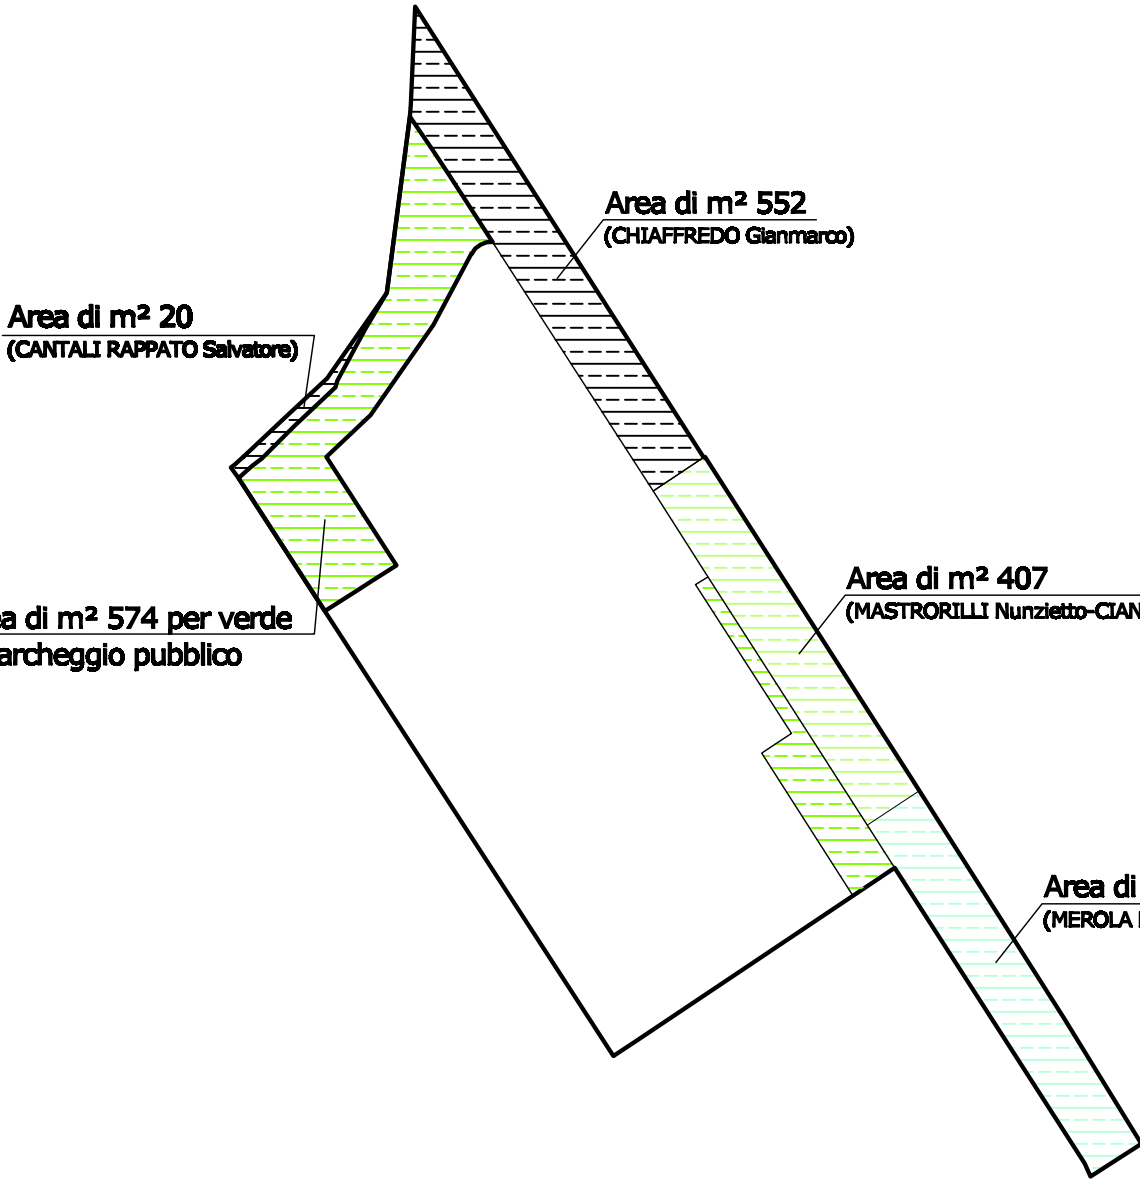 Area di m² 552
(CHIAFFREDO Gianmarco)
Area di m² 20
(CANTALI RAPPATO Salvatore)
Area di m² 407
(MASTRORILLI Nunzietto-CIAN
di m² 574 per verde
archeggio pubblico
Area di
(MEROLA